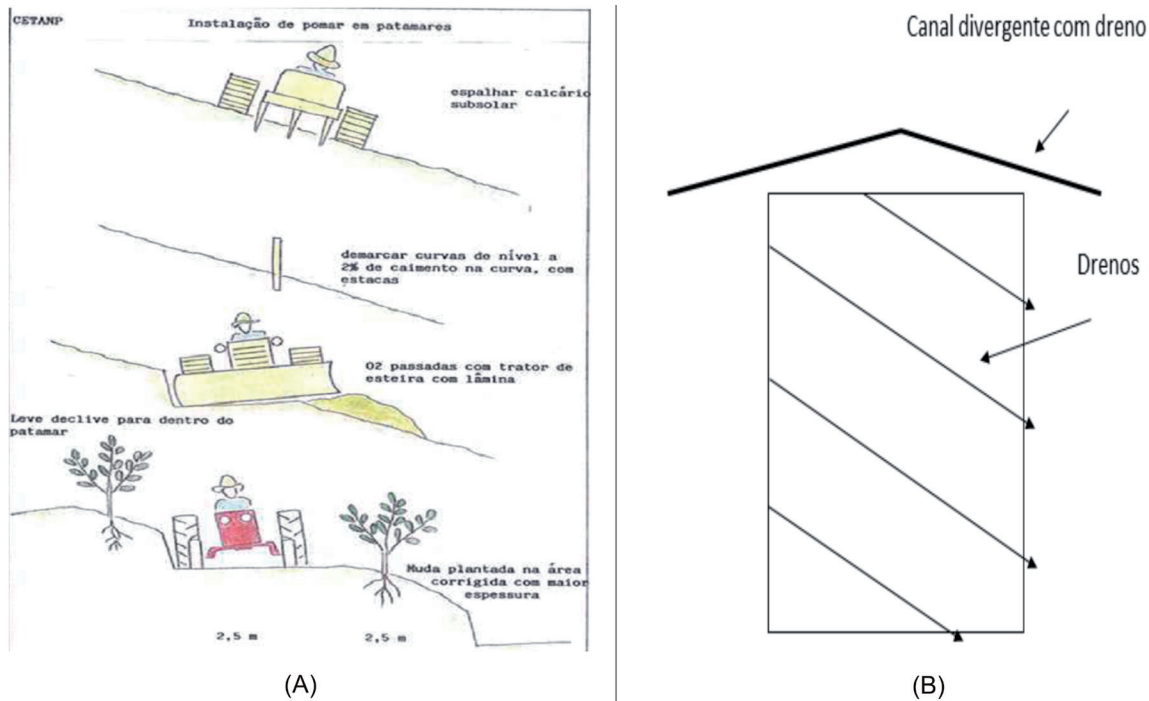 CETANP
Instalação de pomar em patamares
espalhar calcário
subsolar
demarcar curvas de nível a
2% de caimento na curva, com
estacas
02 passadas com trator de
esteira com lâmina
Leve declive para dentro do
patamar
Muda plantada na área
corrigida com maior
espessura
2,5 m
2,5 m
(A)
Canal divergente com dreno
Drenos
(B)